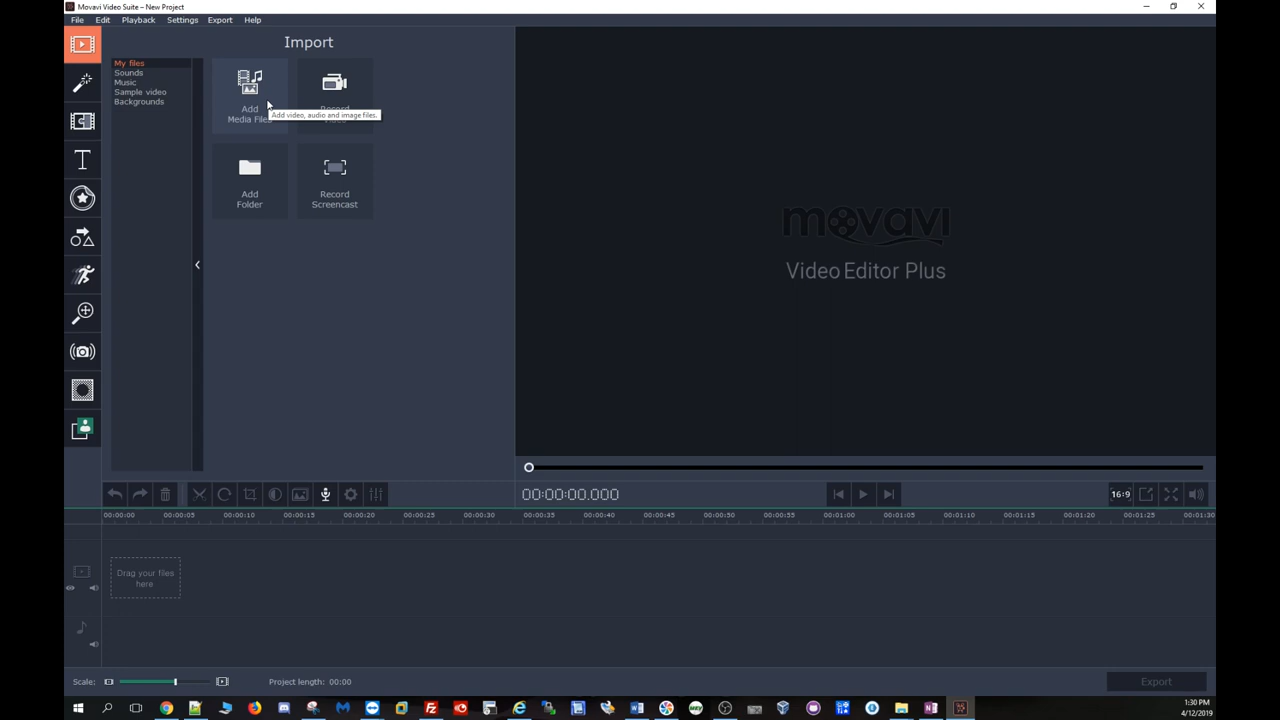 Movavi Video Suite – New Project
File Edit Playback Settings Export Help
Import
My files
Sounds
Music
Sample video
Backgrounds
Add
Media Files
Record
Add video, audio and image files.
Add
Folder
Record
Screencast
movavi
Video Editor Plus
00:00:00.000
16:9
00:00:00 00:00:05 00:00:10 00:00:15 00:00:20 00:00:25 00:00:30 00:00:35 00:00:40 00:00:45 00:00:50 00:00:55 00:01:00 00:01:05 00:01:10 00:01:15 00:01:20 00:01:25 00:01:30
Drag your files
here
Scale:
Project length: 00:00
Export
1:30 PM
4/12/2019